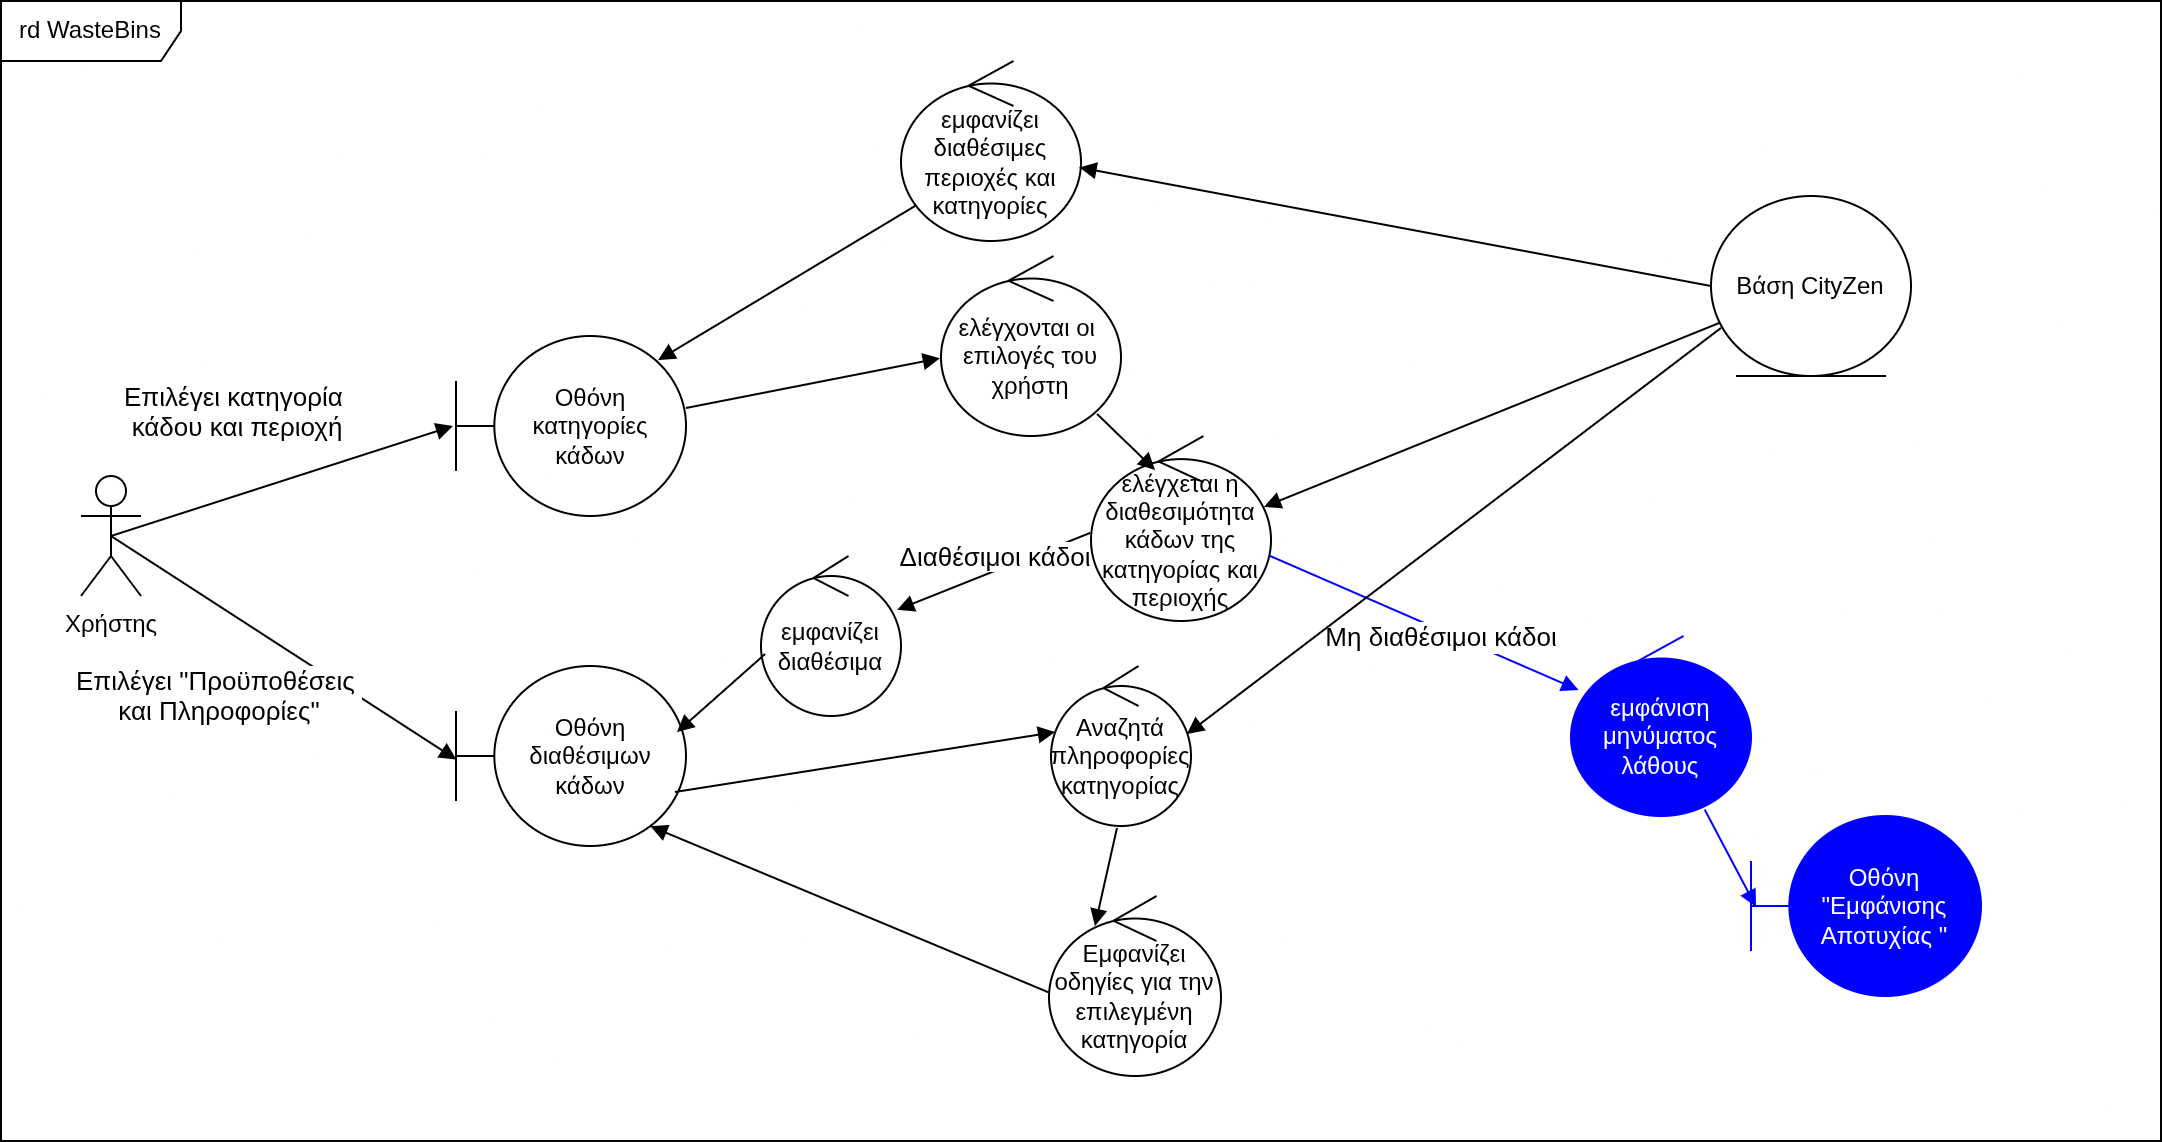 rd WasteBins
εμφανίζει
διαθέσιμες
περιοχές και
κατηγορίες
Βάση CityZen
ελέγχονται οι
επιλογές του
χρήστη
Επιλέγει κατηγορία
κάδου και περιοχή
Οθόνη
κατηγορίες
κάδων
ελέγχεται η
διαθεσιμότητα
κάδων της
κατηγορίας και
περιοχής
Διαθέσιμοι κάδοι
Χρήστης
εμφανίζει
διαθέσιμα
Μη διαθέσιμοι κάδοι
Επιλέγει "Προϋποθέσεις
και Πληροφορίες"
Οθόνη
διαθέσιμων
κάδων
Αναζητά
πληροφορίες
κατηγορίας
εμφάνιση
μηνύματος
λάθους
Οθόνη
"Εμφάνισης
Αποτυχίας "
Εμφανίζει
οδηγίες για την
επιλεγμένη
κατηγορία